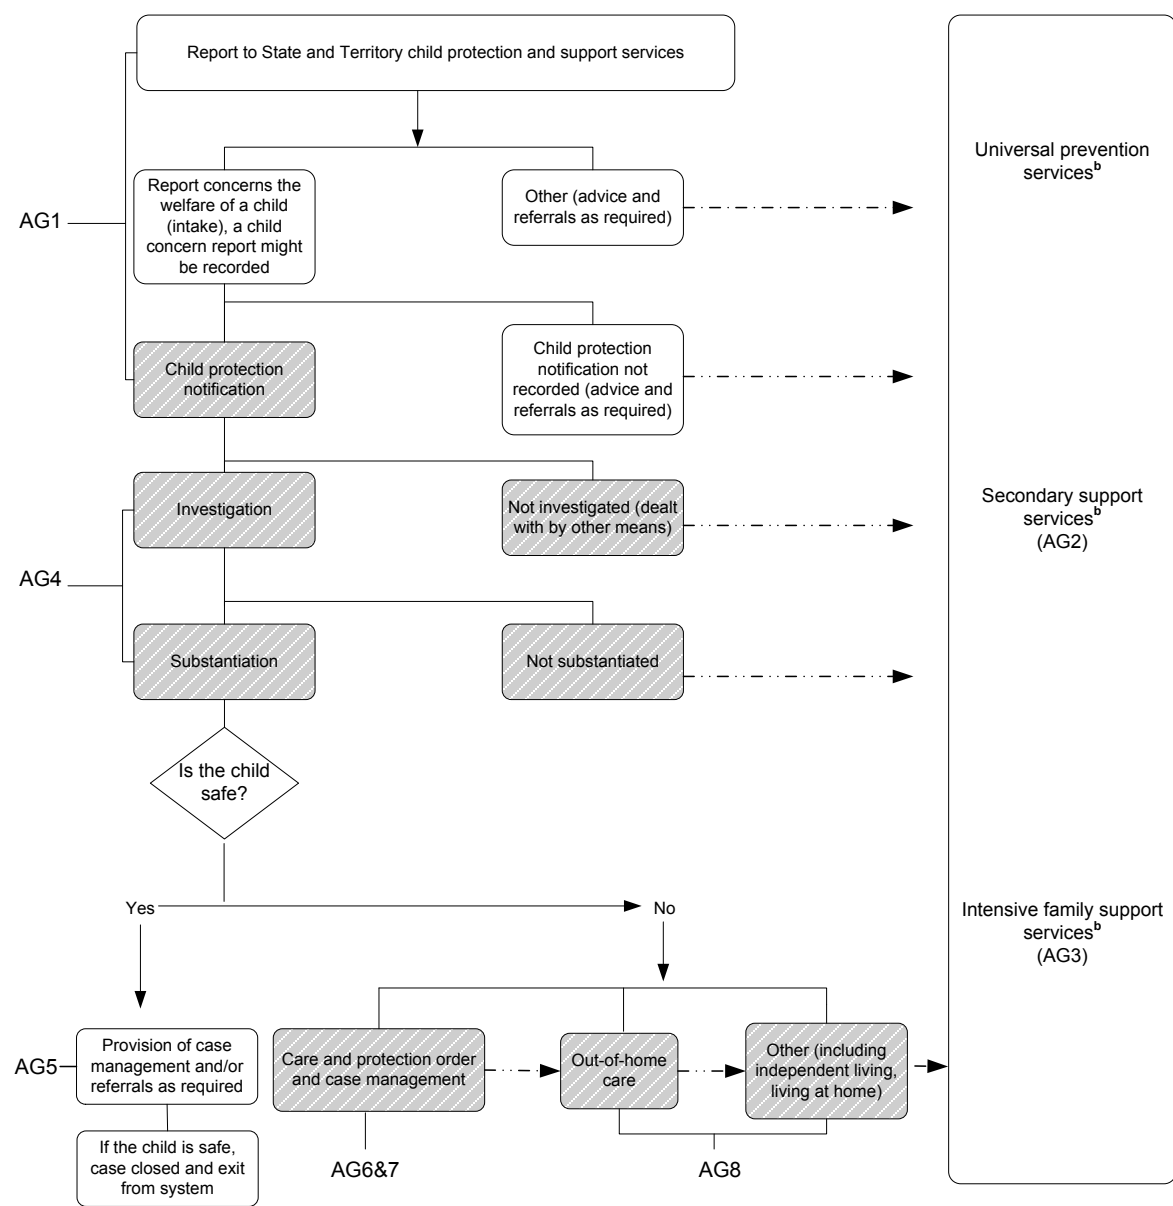 Report to State and Territory child protection and support services
Universal prevention
services^b
AG1
Report concerns the
welfare of a child
(intake), a child
concern report might
be recorded
Other (advice and
referrals as required)
Child protection
notification
Child protection
notification not
recorded (advice and
referrals as required)
Investigation
Not investigated (dealt
with by other means)
Secondary support
services^b
(AG2)
AG4
Substantiation
Not substantiated
Is the child
safe?
Yes
No
Intensive family support
services^b
(AG3)
AG5
Provision of case
management and/or
referrals as required
Care and protection order
and case management
Out-of-home
care
Other (including
independent living,
living at home)
If the child is safe,
case closed and exit
from system
AG6&7
AG8